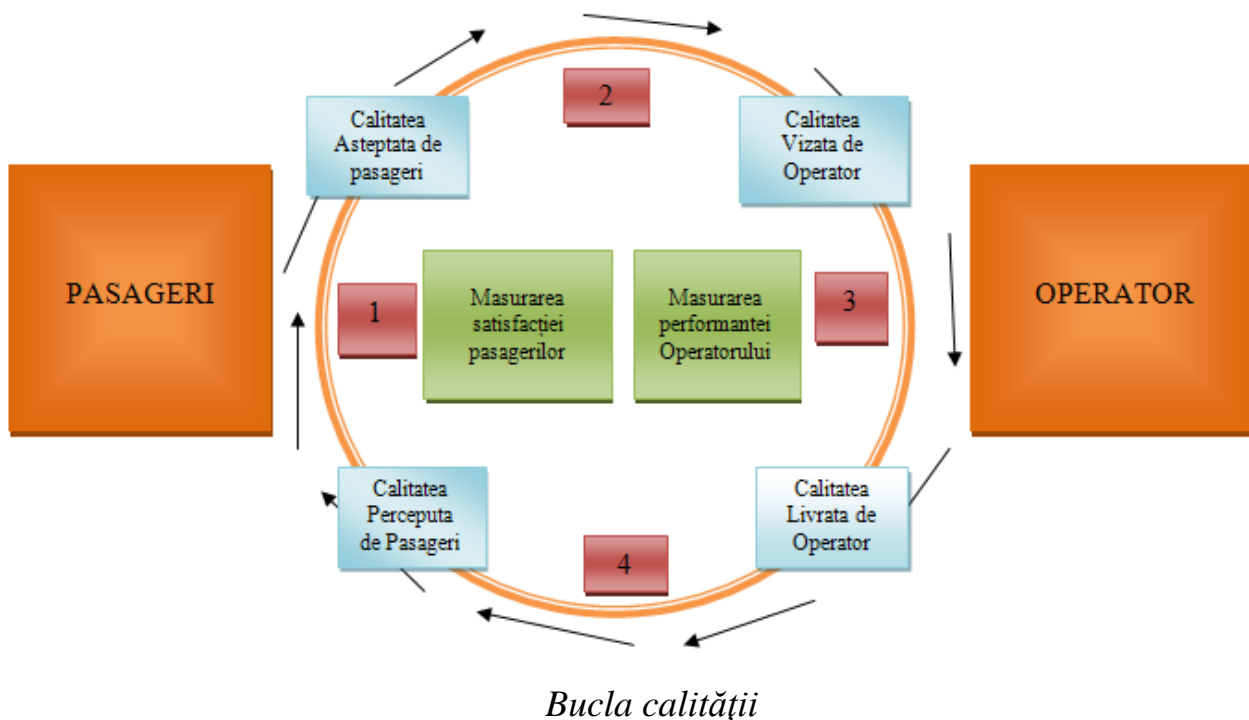 2
Calitatea
Asteptata de
pasageri
Calitatea
Vizata de
Operator
PASAGERI
1
Masurarea
satisfacției
pasagerilor
Masurarea
performantei
Operatorului
3
OPERATOR
Calitatea
Perceputa
de Pasageri
Calitatea
Livrata de
Operator
4
Bucla calităţii